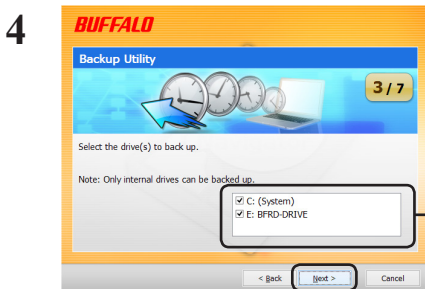 4
BUFFALO
Backup Utility
3 / 7
Select the drive(s) to back up.
Note: Only internal drives can be backed up.
C: (System)
E: BFRD-DRIVE
< Back
Next >
Cancel